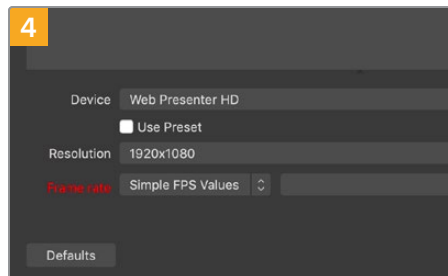 4
Device Web Presenter HD
Use Preset
Resolution 1920x1080
Frame rate Simple FPS Values
Defaults